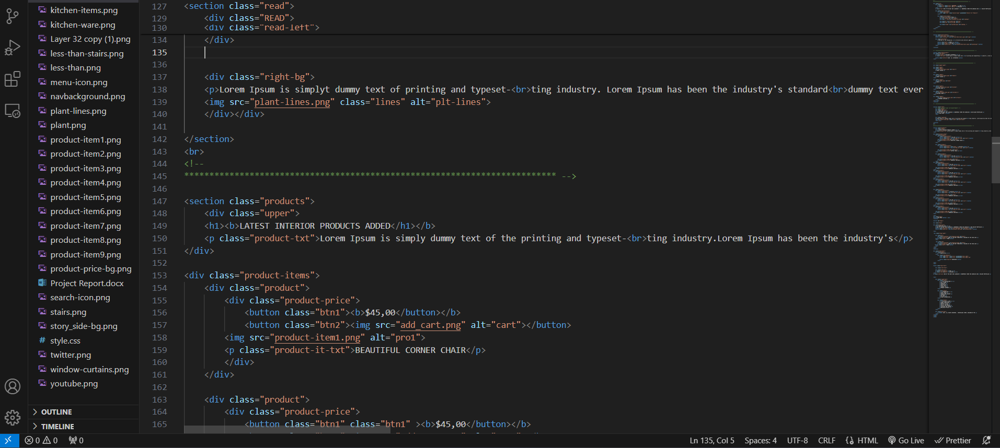 kitchen-items.png
kitchen-ware.png
Layer 32 copy (1).png
less-than-stairs.png
less-than.png
menu-icon.png
navbackground.png
plant-lines.png
plant.png
product-item1.png
product-item2.png
product-item3.png
product-item4.png
product-item5.png
product-item6.png
product-item7.png
product-item8.png
product-item9.png
product-price-bg.png
Project Report.docx
search-icon.png
stairs.png
story_side-bg.png
# style.css
twitter.png
window-curtains.png
youtube.png
OUTLINE
TIMELINE
127 <section class="read">
129 <div class="READ">
130 <div class="read-left">
134 </div>
135
136
137 <div class="right-bg">
138 <p>Lorem Ipsum is simplyt dummy text of printing and typeset-<br>ting industry. Lorem Ipsum has been the industry's standard<br>dummy text ever
139 <img src="plant-lines.png" class="lines" alt="plt-lines">
140 </div></div>
141
142 </section>
143 <br>
144 <!--
145 ************************************************************************** -->
146
147 <section class="products">
148 <div class="upper">
149 <h1><b>LATEST INTERIOR PRODUCTS ADDED</h1></b>
150 <p class="product-txt">Lorem Ipsum is simply dummy text of the printing and typeset-<br>ting industry.Lorem Ipsum has been the industry's</p>
151 </div>
152
153 <div class="product-items">
154 <div class="product">
155 <div class="product-price">
156 <button class="btn1"><b>$45,00</button></b>
157 <button class="btn2"><img src="add_cart.png" alt="cart"></button>
158 <img src="product-item1.png" alt="pro1">
159 <p class="product-it-txt">BEAUTIFUL CORNER CHAIR</p>
160 </div>
161 </div>
162
163 <div class="product">
164 <div class="product-price">
165 <button class="btn1" class="btn1" ><b>$45,00</button></b>
0 0 0 Ln 135, Col 5 Spaces: 4 UTF-8 CRLF HTML Go Live Prettier